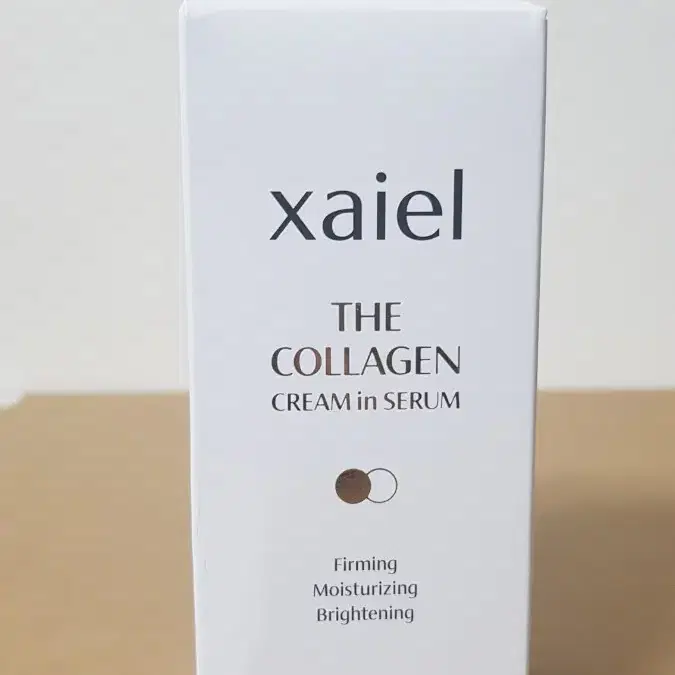 xaiel
THE
COLLAGEN
CREAM in SERUM
Firming
Moisturizing
Brightening